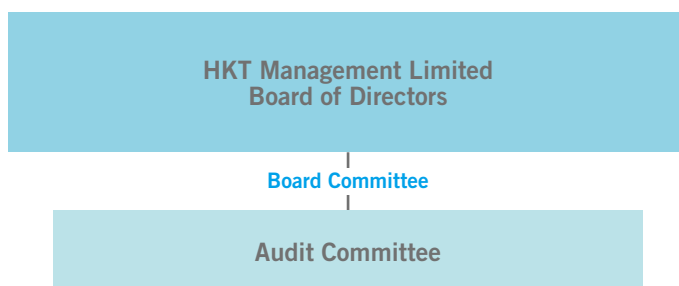 HKT Management Limited
Board of Directors
Board Committee
Audit Committee